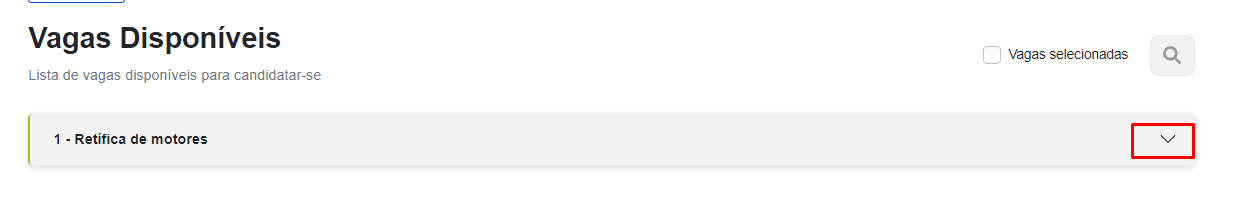 Vagas Disponíveis
Vagas selecionadas
Lista de vagas disponíveis para candidatar-se
1 - Retífica de motores